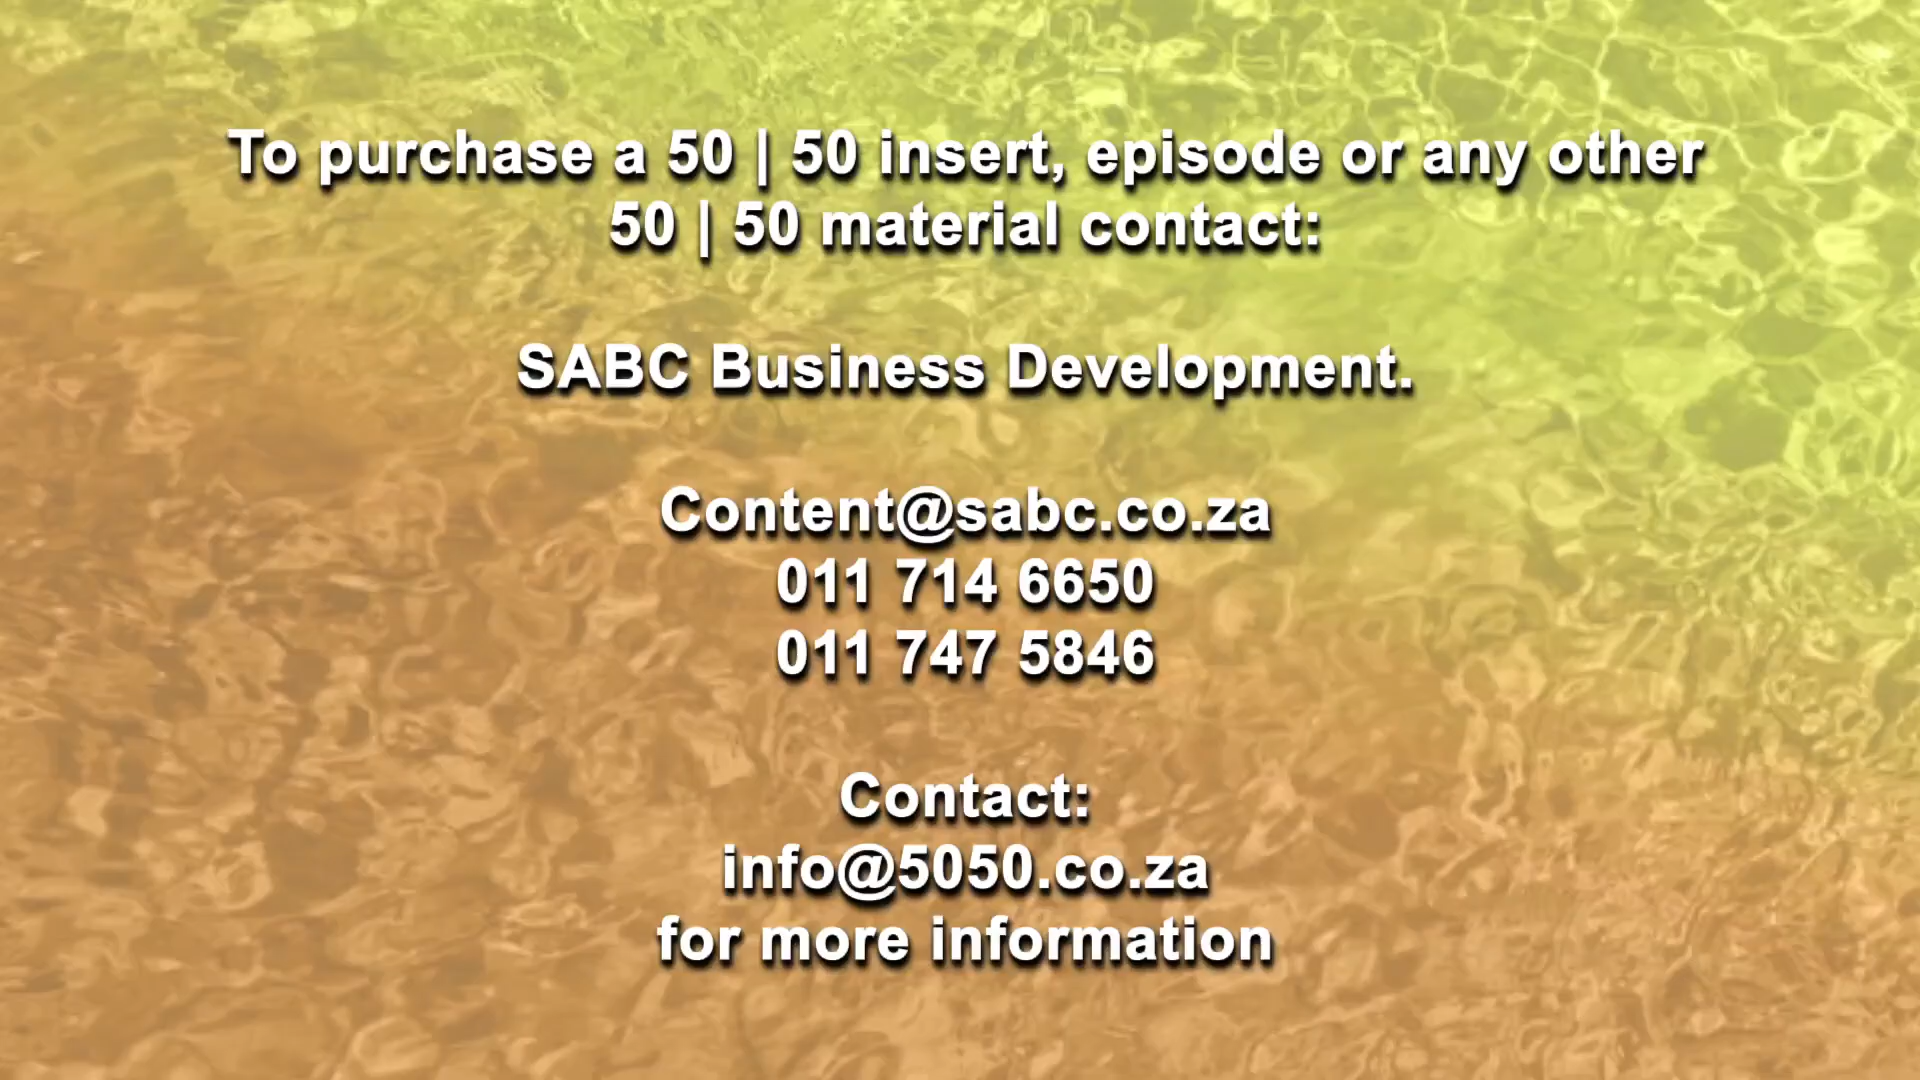 To purchase a 50 | 50 insert, episode or any other
50 | 50 material contact:
SABC Business Development.
Content@sabc.co.za
011 714 6650
011 747 5846
Contact:
info@5050.co.za
for more information